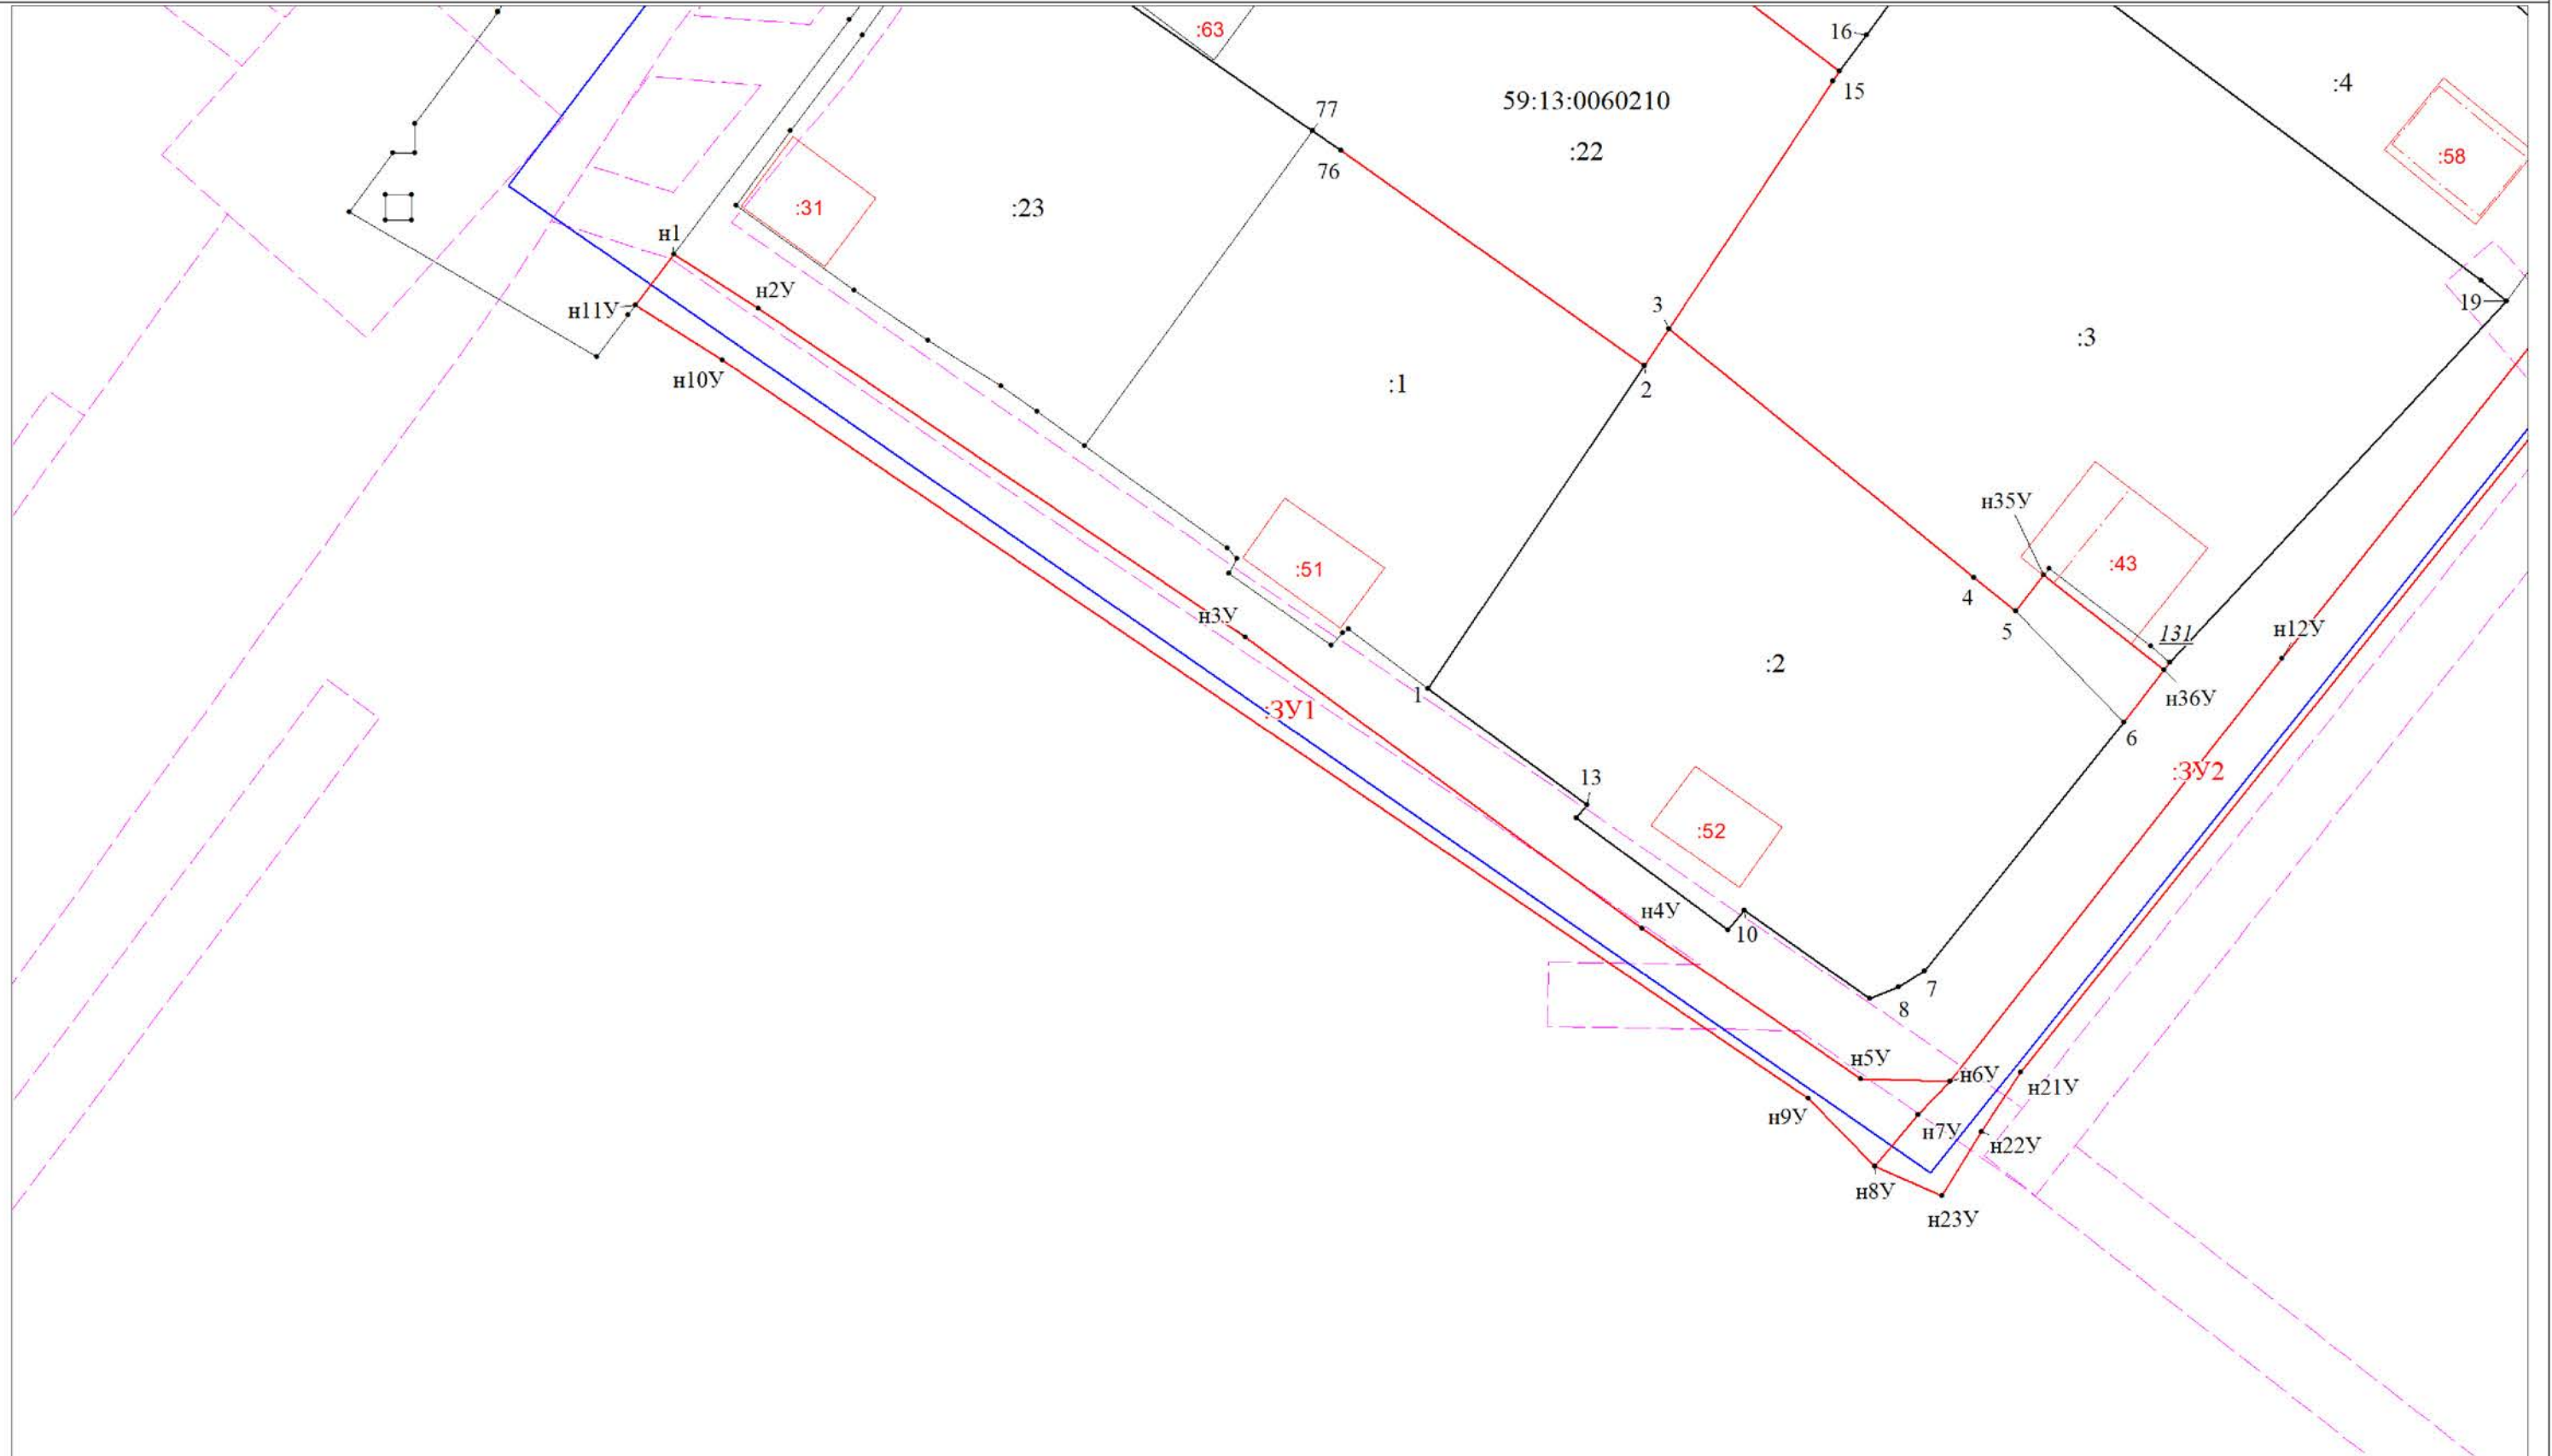 :63
16
15
:4
59:13:0060210
:22
77
76
:58
:31
:23
н1
н2У
н11У
н10У
3
2
19
:3
:1
н35У
:43
:51
4
5
н3У
131
н12У
н36У
:2
1
6
:ЗУ1
:ЗУ2
13
:52
н4У
10
7
8
н5У
н6У
н21У
н9У
н7У
н22У
н8У
н23У